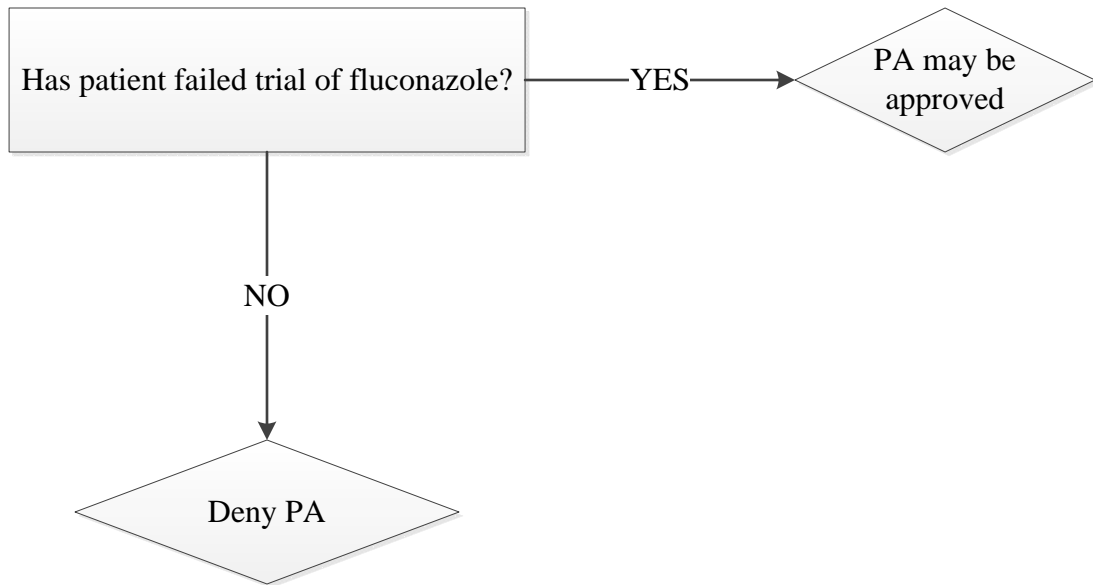 Has patient failed trial of fluconazole?
YES
PA may be
approved
NO
Deny PA